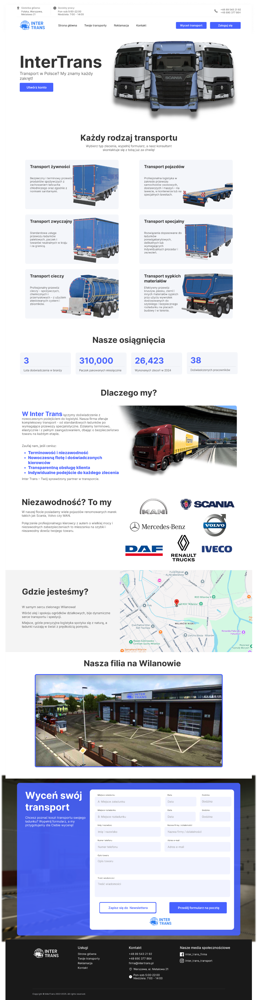 Siedziba główna:
Polska, Warszawa,
Metalowa 21
Godziny pracy:
Pon-sob 5:00-22:00
Niedziela: 7:00 - 14:00
+48 89 543 21 92
+48 690 377 864
INTER
TRANS
Strona główna
Twoje transporty
Reklamacja
Kontakt
Wyceń transport
Zaloguj się
InterTrans
Transport w Polsce? My znamy każdy
zakręt!
Utwórz konto
SCANIA
Każdy rodzaj transportu
Wybierz typ zlecenia, wypełnij formularz, a nasz konsultant
skontaktuje się z tobą już za chwilę!
Transport żywności
Bezpieczny i terminowy przewóz
produktów spożywczych z
zachowaniem łańcucha
chłodniczego oraz zgodnie z
normami sanitarnymi.
Transport pojazdów
Profesjonalna logistyka w
zakresie przewozu
samochodów osobowych,
dostawczych i maszyn – na
lawecie, w kontenerze lub na
specjalnych lawetach.
Transport zwyczajny
Standardowa usługa
przewozu ładunków
paletowych, paczek i
towarów neutralnych w kraju
i za granicą.
Transport specjalny
Rozwiązania dopasowane do
ładunków
ponadgabarytowych,
delikatnych lub
wymagających
indywidualnych procedur i
zezwoleń.
Transport cieczy
Profesjonalny przewóz
cieczy – spożywczych,
chemicznych i
przemysłowych – z użyciem
atestowanych cystern i
zbiorników.
Transport sypkich
materiałów
Efektywny przewóz
kruszyw, piasku, ziemi i
innych materiałów sypkich
przy użyciu wywrotek
dostosowanych do
szybkiego i bezpiecznego
rozładunku na placach
budowy i w terenie.
Nasze osiągnięcia
3
Lata doświadczenia w branży
310,000
Paczek pakowanych miesięcznie
26,423
Wykonanych zleceń w 2024
38
Doświadczonych pracowników
Dlaczego my?
W Inter Trans łączymy doświadczenie z
nowoczesnym podejściem do logistyki. Nasza firma oferuje
kompleksowy transport - od standardowych ładunków po
wymagające przewozy specjalistyczne. Działamy terminowo,
elastycznie i z pełnym zaangażowaniem, dbając o bezpieczeństwo
towaru na każdym etapie.
Zaufaj nam, jeśli cenisz:
• Terminowość i niezawodność
• Nowoczesną flotę i doświadczonych
kierowców
• Transparentną obsługę klienta
• Indywidualne podejście do każdego zlecenia
Inter Trans – Twój sprawdzony partner w transporcie.
IVECO
Niezawodność? To my
W naszej flocie posiadamy wiele pojazdów renomowanych marek
takich jak Scania, Volvo czy MAN.
Połączenie profesjonalnego kierowcy z autem o wielkiej mocy i
niezawodnych zabezpieczeniach to mieszanka na szybki i
niezawodny dowóz twojego towaru.
MAN
SCANIA
Mercedes-Benz
VOLVO
DAF
RENAULT
TRUCKS
IVECO
Gdzie jesteśmy?
W samym sercu zielonego Wilanowa!
Wśród alej i spokoju ogródków działkowych, bije dynamiczne
serce transportu i spedycji.
Miejsce, gdzie precyzyjna logistyka spotyka się z naturą, a
ładunki ruszają w świat z prędkością pomysłu.
Punkt Pobrań
ALAB laboratoria
Zawodzie
Augustówka
ROD Wilanów II
TVN
ROD "Wilanów"
WILANÓW NISKI
Qiwi Partner Uber
Bolt Партнер
Zielona Wieża - Wilanów
Rotunda Pałacyku
Potockich
Basen Gubinowska -
Centrum Sportu Wilanów
Rezerwat
Samarkand Wilanów
Nasza filia na Wilanowie
INTER
TRANS
4
Wyceń swój
transport
Chcesz poznać koszt transportu swojego
ładunku? Wypełnij formularz, a my
przygotujemy dla Ciebie wycenę!
Miejsce załadunku
Data
Godzina
A: Miejsce załadunku
Data
Godzina
Miejsce rozładunku
Data
Godzina
B: Miejsce rozładunku
Data
Godzina
Imię i nazwisko
Nazwa firmy / działalności
Imię i nazwisko
Nazwa firmy / działalności
Numer telefonu
Adres e-mail
Numer telefonu
Adres e-mail
Opis towaru
Opis towaru
Treść wiadomości
Treść wiadomości
Zapisz się do Newslettera
Prześlij formularz na pocztę
INTER
TRANS
INTER
TRANS
Usługi
Strona główna
Twoje transporty
Reklamacja
Kontakt
Kontakt
+48 89 543 21 92
+48 690 377 864
firma@intertrans.pl
Warszawa, ul. Metalowa 21
Pon-sob 5:00-22:00
Niedziela: 7:00 - 14:00
Nasze media społecznościowe
inter_trans_firma
inter_trans_transport
Copyright © InterTrans 2022-2025. All rights reserved.